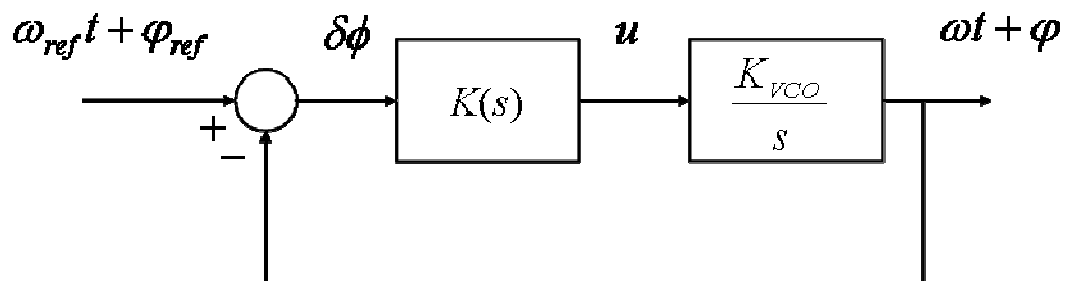 ω_ref t + φ_ref
δϕ
u
ωt + φ
K(s)
K_VCO
s
+
−